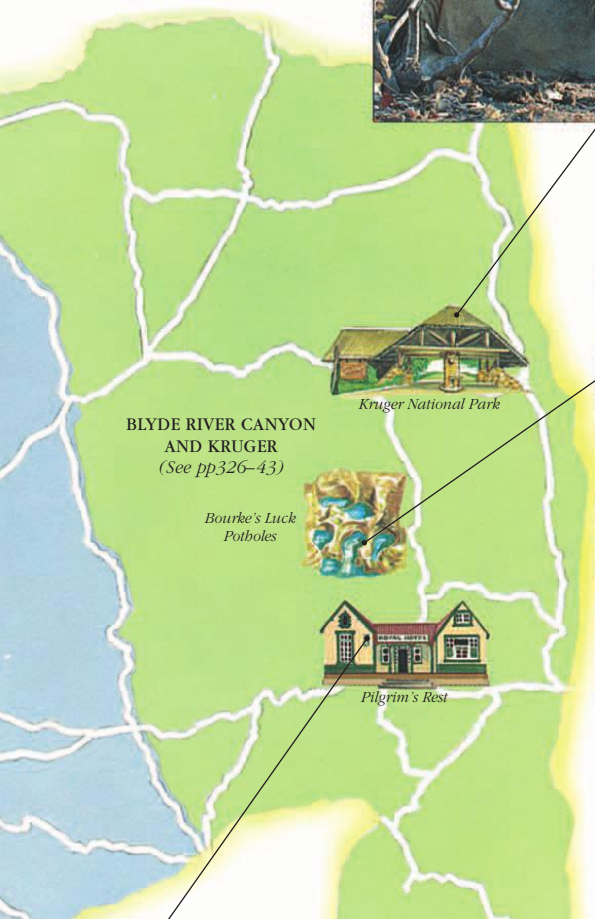 Kruger National Park
BLYDE RIVER CANYON
AND KRUGER
(See pp326–43)
Bourke's Luck
Potholes
ROYAL HOTEL
Pilgrim's Rest